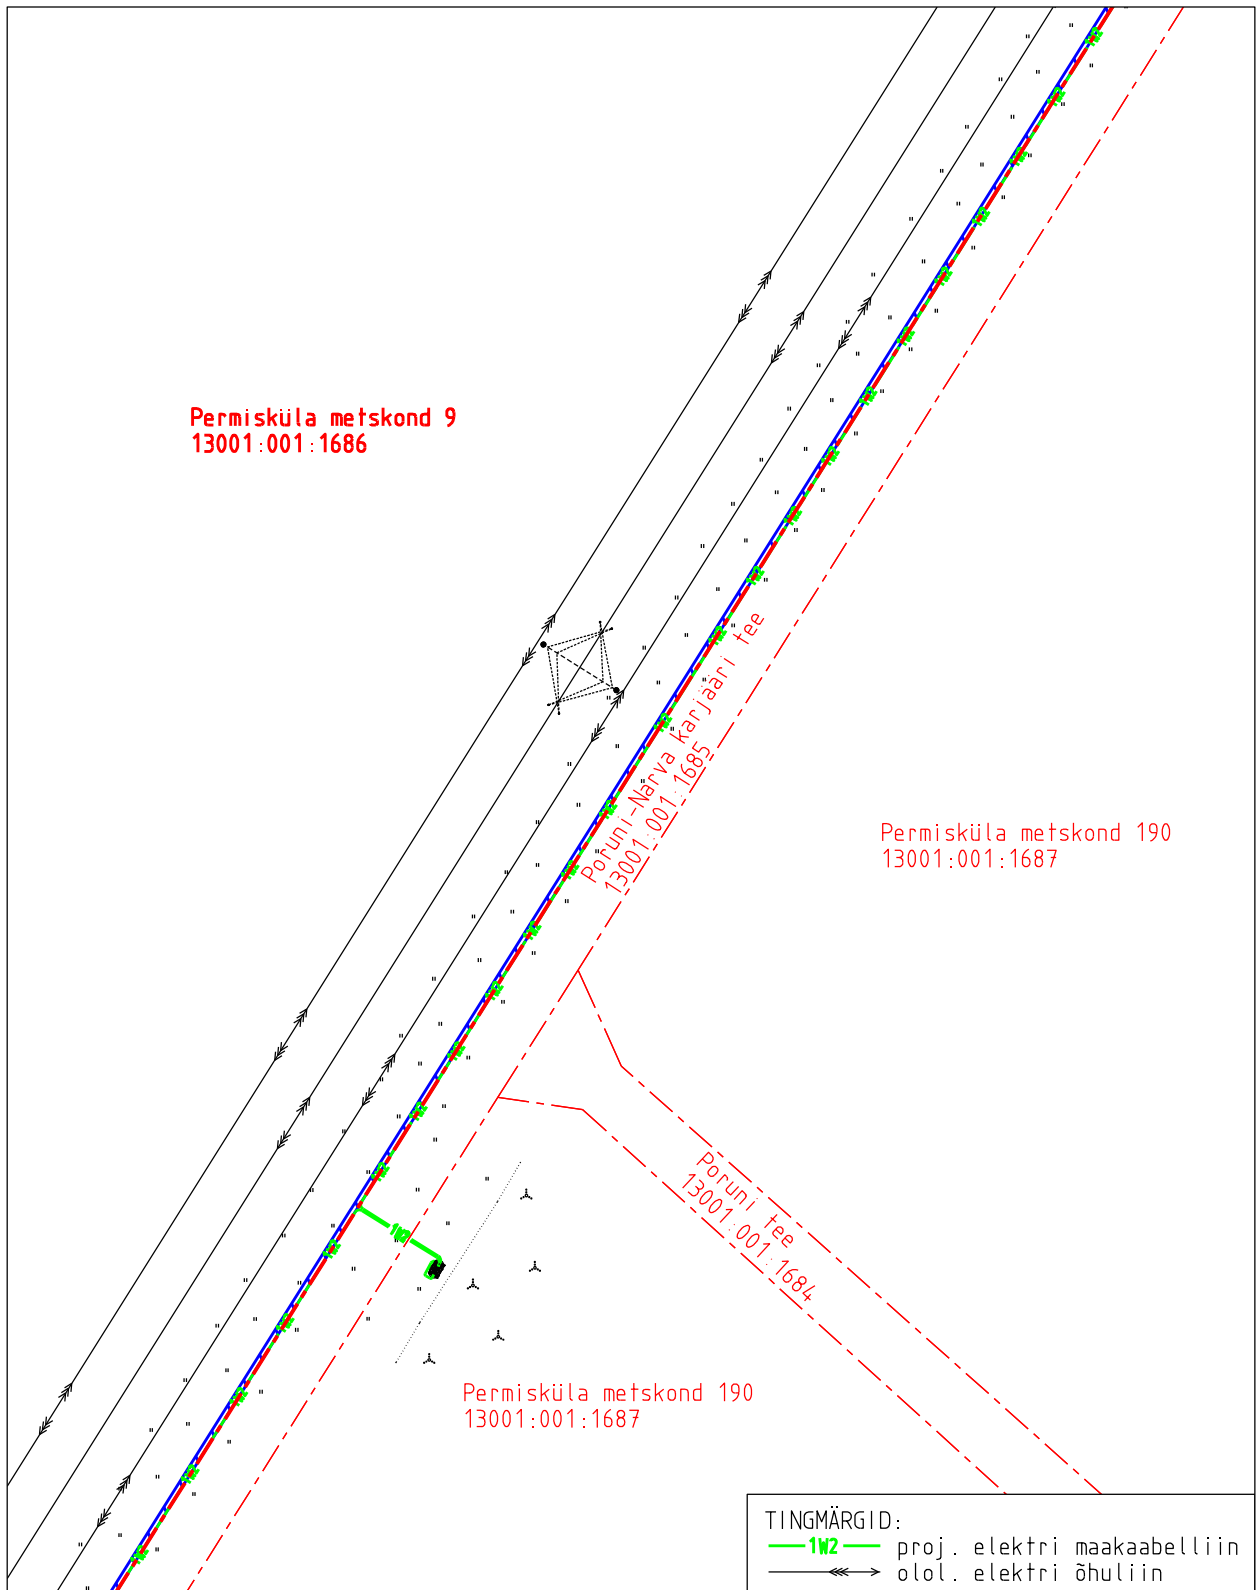 Permisküla metskond 9
13001:001:1686
Poruni-Narva karjääri tee
13001:001:1685
Permisküla metskond 190
13001:001:1687
Poruni tee
13001:001:1684
1W2
Permisküla metskond 190
13001:001:1687
TINGMÄRGID:
1W2 proj. elektri maakaabelliin
olol. elektri õhuliin